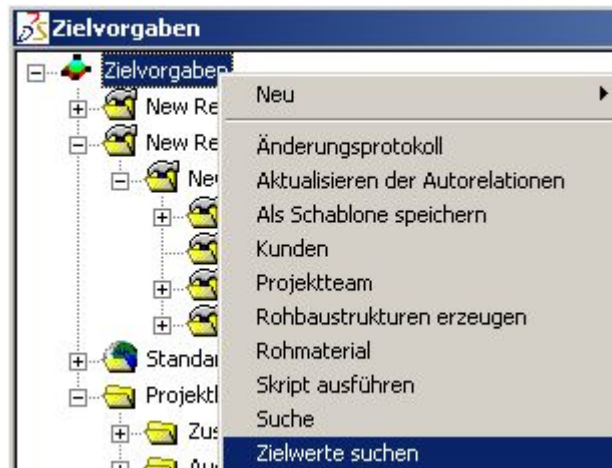 Zielvorgaben
Zielvorgaben
New Re
New Re
Ne
Standar
Projekt
Zus
Neu
Änderungsprotokoll
Aktualisieren der Autorelationen
Als Schablone speichern
Kunden
Projektteam
Rohbaustrukturen erzeugen
Rohmaterial
Skript ausführen
Suche
Zielwerte suchen